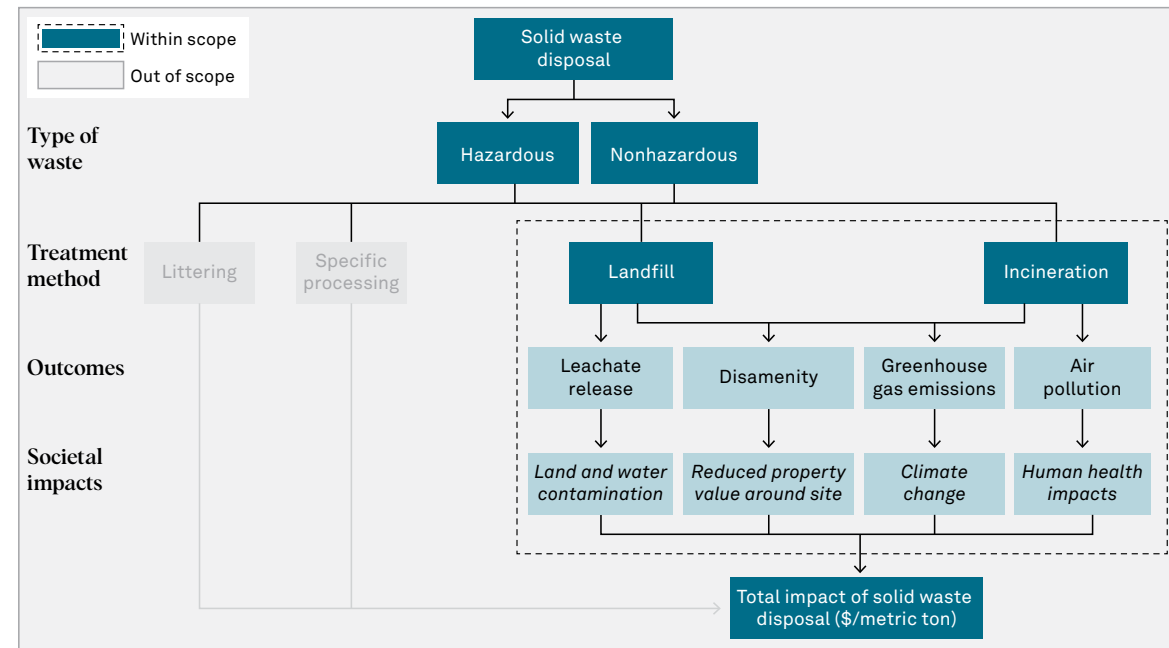 Within scope
Out of scope
Solid waste
disposal
Type of
waste
Hazardous
Nonhazardous
Treatment
method
Littering
Specific
processing
Landfill
Incineration
Outcomes
Leachate
release
Disamenity
Greenhouse
gas emissions
Air
pollution
Societal
impacts
Land and water
contamination
Reduced property
value around site
Climate
change
Human health
impacts
Total impact of solid waste
disposal ($/metric ton)